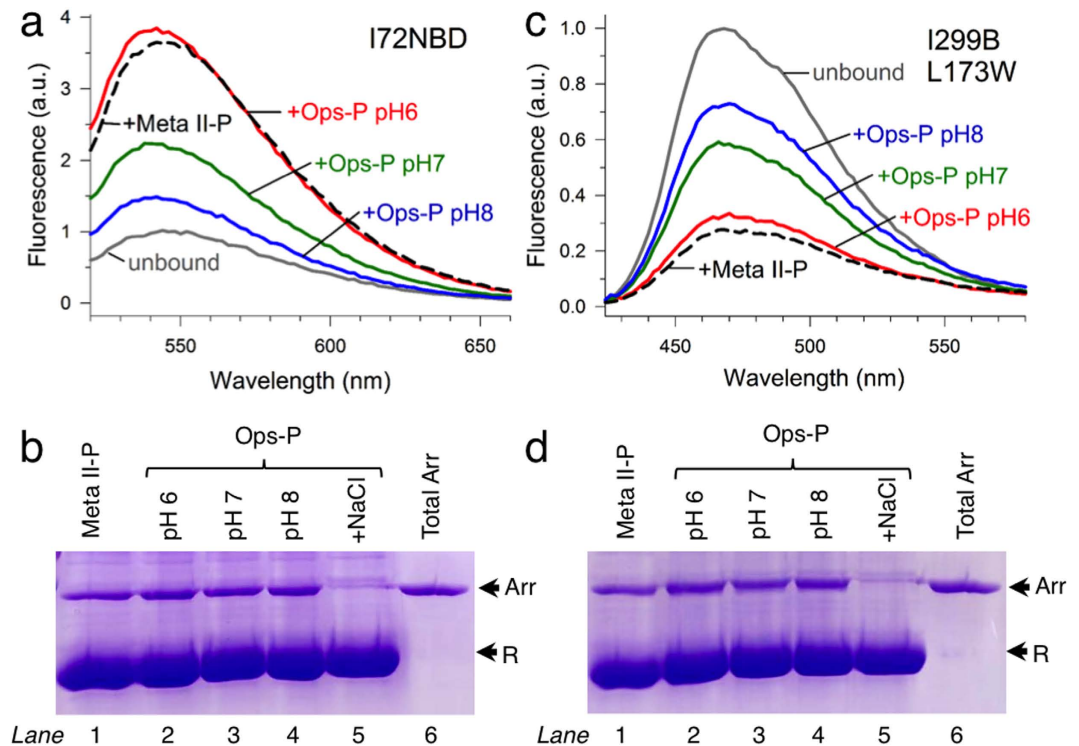 a
I72NBD
Fluorescence (a.u.)
4
3
2
1
0
+Ops-P pH6
+Meta II-P
+Ops-P pH7
+Ops-P pH8
unbound
550
600
650
Wavelength (nm)
c
I299B
L173W
Fluorescence (a.u.)
1.0
0.8
0.6
0.4
0.2
0.0
unbound
+Ops-P pH8
+Ops-P pH7
+Ops-P pH6
+Meta II-P
450
500
550
Wavelength (nm)
b
Ops-P
Meta II-P
pH 6
pH 7
pH 8
+NaCl
Total Arr
Arr
R
Lane 1 2 3 4 5 6
d
Ops-P
Meta II-P
pH 6
pH 7
pH 8
+NaCl
Total Arr
Arr
R
Lane 1 2 3 4 5 6